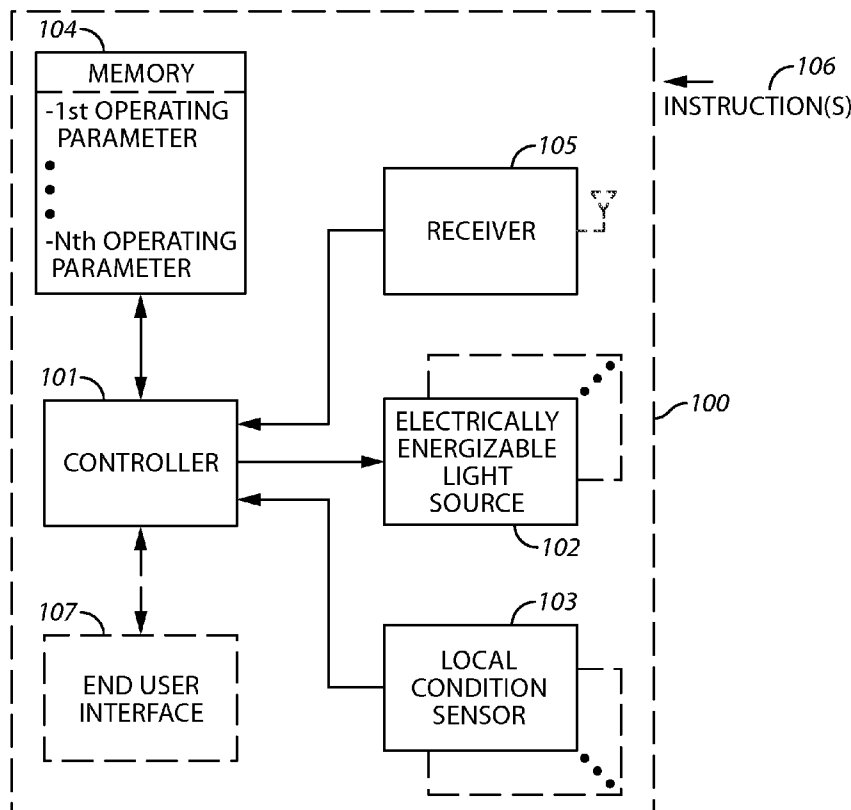 104
MEMORY
-1st OPERATING
PARAMETER
-Nth OPERATING
PARAMETER
106
INSTRUCTION(S)
105
RECEIVER
101
CONTROLLER
100
ELECTRICALLY
ENERGIZABLE
LIGHT
SOURCE
102
107
END USER
INTERFACE
103
LOCAL
CONDITION
SENSOR